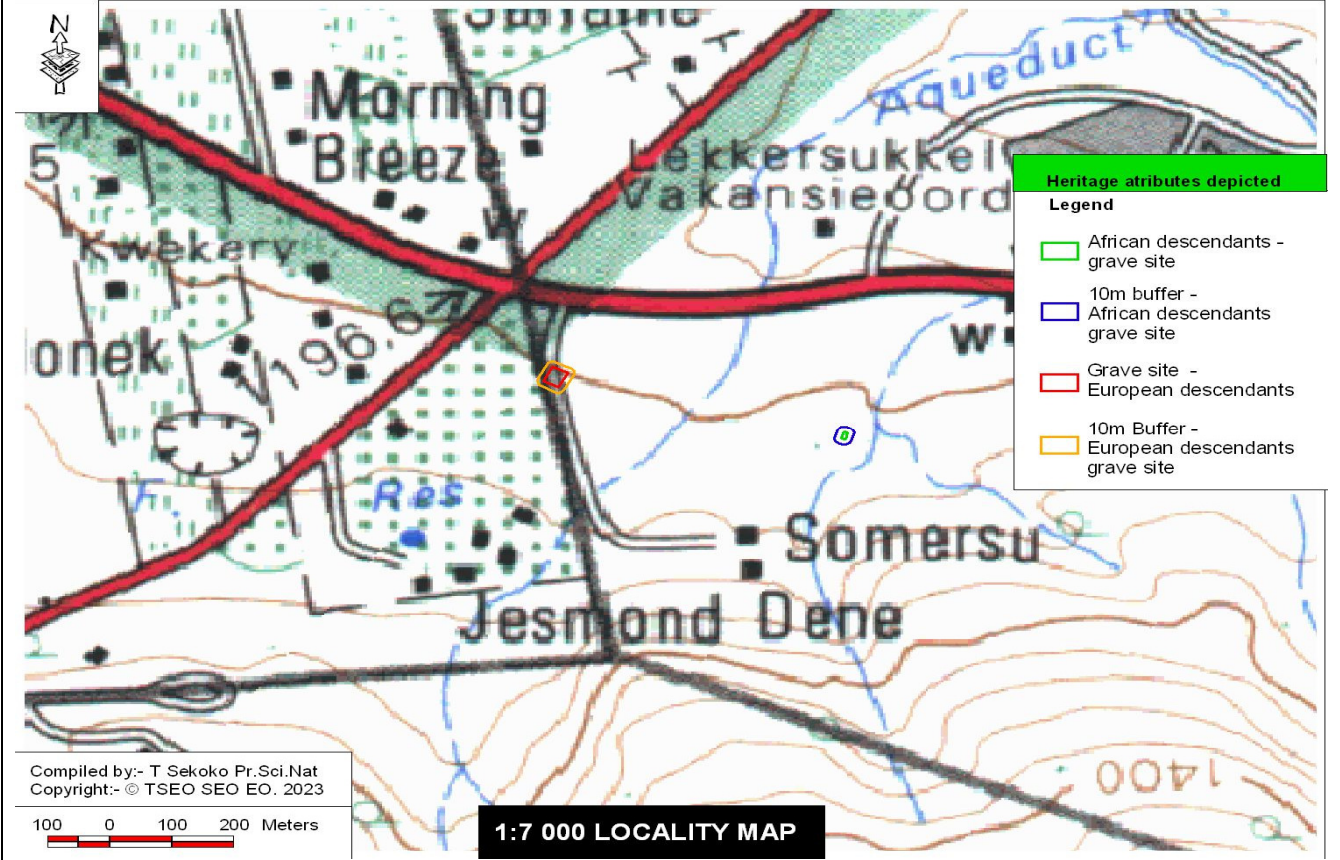 N
Morning
Breeze
Aqueduct
Lekkersukkel
Vakansieoord
5
Kwekery
W
1196.6
onek
W
F.
Res
Somersu
Jesmond Dene
1400
Heritage atributes depicted
Legend
African descendants -
grave site
10m buffer -
African descendants
grave site
Grave site -
European descendants
10m Buffer -
European descendants
grave site
Compiled by:- T Sekoko Pr.Sci.Nat
Copyright:- © TSEO SEO EO. 2023
100 0 100 200 Meters
1:7 000 LOCALITY MAP